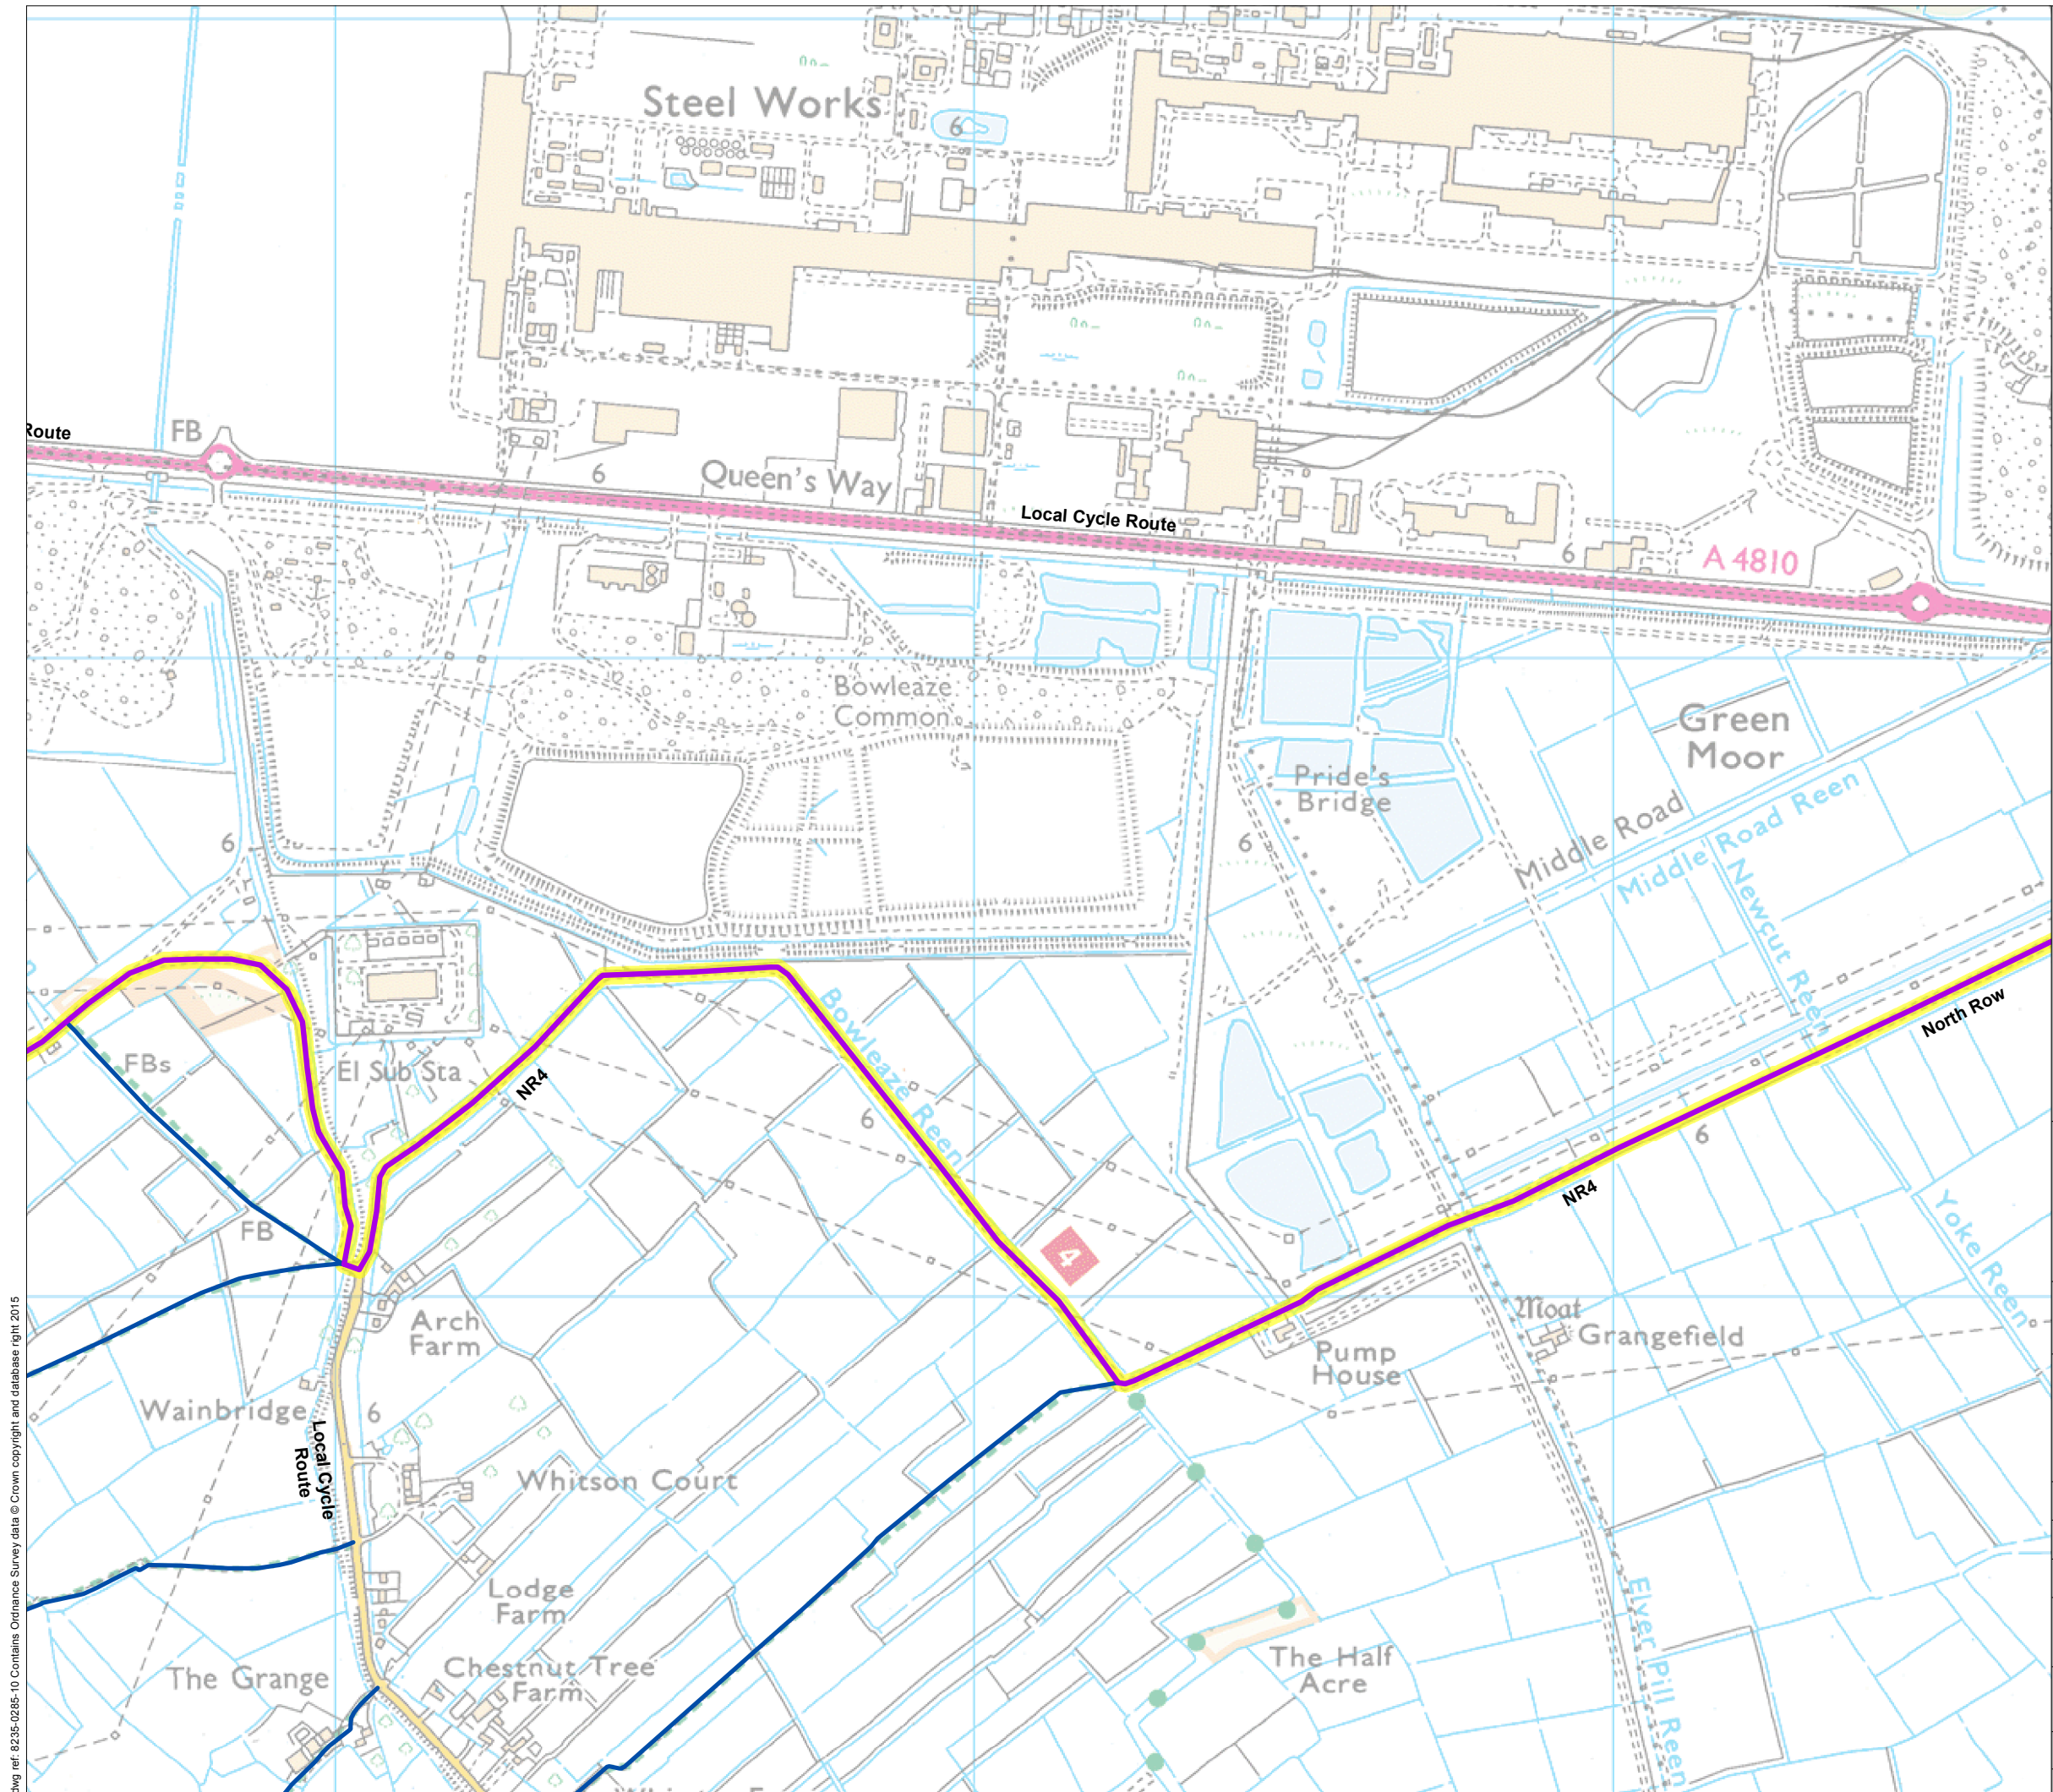 7
Steel Works
6
Route
FB
6
Queen's Way
Local Cycle Route
6
A 4810
Bowleaze
Common
Green
Moor
Pride's
Bridge
6
6
Middle Road
Middle Road Reen
Newcut Reen
North Row
FBs
El Sub Sta
NR4
Bowleaze Reen
6
6
NR4
FB
4
Yoke Reen
Arch
Farm
Moat
Grangefield
Pump
House
Wainbridge
6
Local Cycle
Route
Whitson Court
Lodge
Farm
Elver Pill Reen
The Half
Acre
The Grange
Chestnut Tree
Farm
dwg ref: 8235-0285-10 Contains Ordnance Survey data © Crown copyright and database right 2015